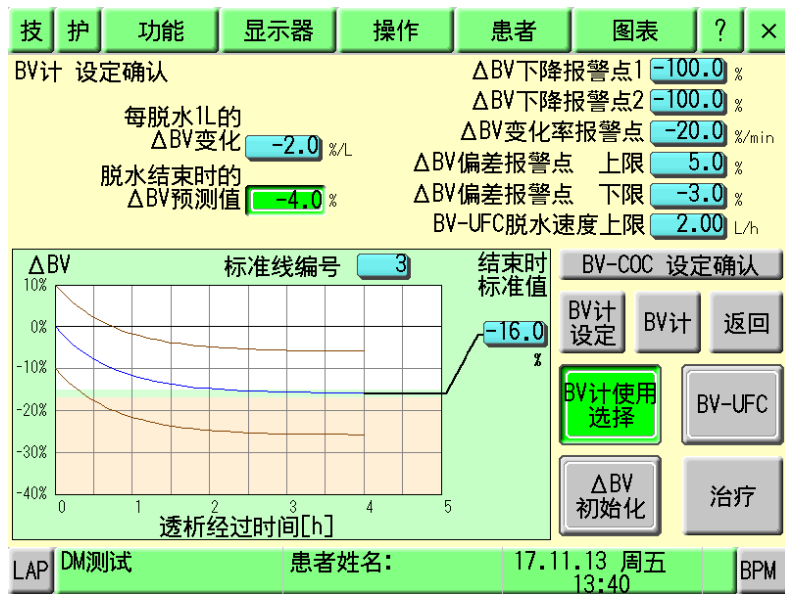 技 护 功能 显示器 操作 患者 图表 ? ×
BV计 设定确认
ΔBV下降报警点1 -100.0 %
ΔBV下降报警点2 -100.0 %
每脱水1L的
ΔBV变化 -2.0 %/L
ΔBV变化率报警点 -20.0 %/min
脱水结束时的
ΔBV预测值 -4.0 %
ΔBV偏差报警点 上限 5.0 %
ΔBV偏差报警点 下限 -3.0 %
BV-UFC脱水速度上限 2.00 L/h
ΔBV 标准线编号 3
结束时
标准值
-16.0
%
10%
0%
-10%
-20%
-30%
-40%
0 1 2 3 4 5
透析经过时间[h]
BV-COC 设定确认
BV计
设定
BV计
返回
BV计使用
选择
BV-UFC
ΔBV
初始化
治疗
LAP DM测试 患者姓名: 17.11.13 周五
13:40
BPM